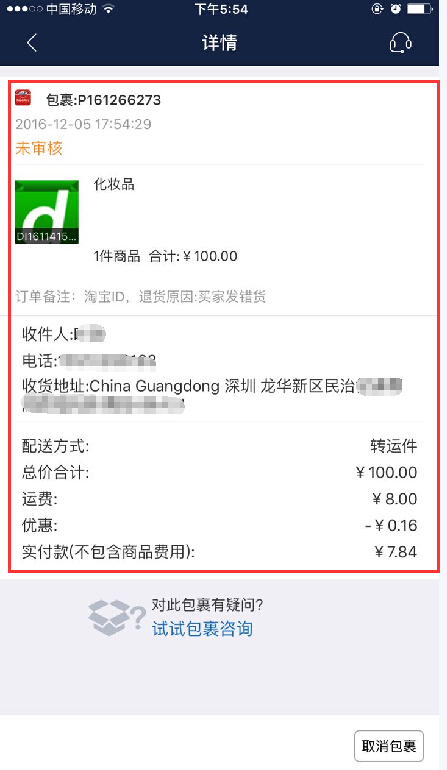 中国移动
下午5:54
详情
包裹:P161266273
2016-12-05 17:54:29
未审核
化妆品
d
DI1611415...
1件商品 合计:￥100.00
订单备注：淘宝ID，退货原因:买家发错货
收件人:
电话:
收货地址:China Guangdong 深圳 龙华新区民治
配送方式: 转运件
总价合计: ￥100.00
运费: ￥8.00
优惠: -￥0.16
实付款(不包含商品费用): ￥7.84
对此包裹有疑问?
试试包裹咨询
取消包裹